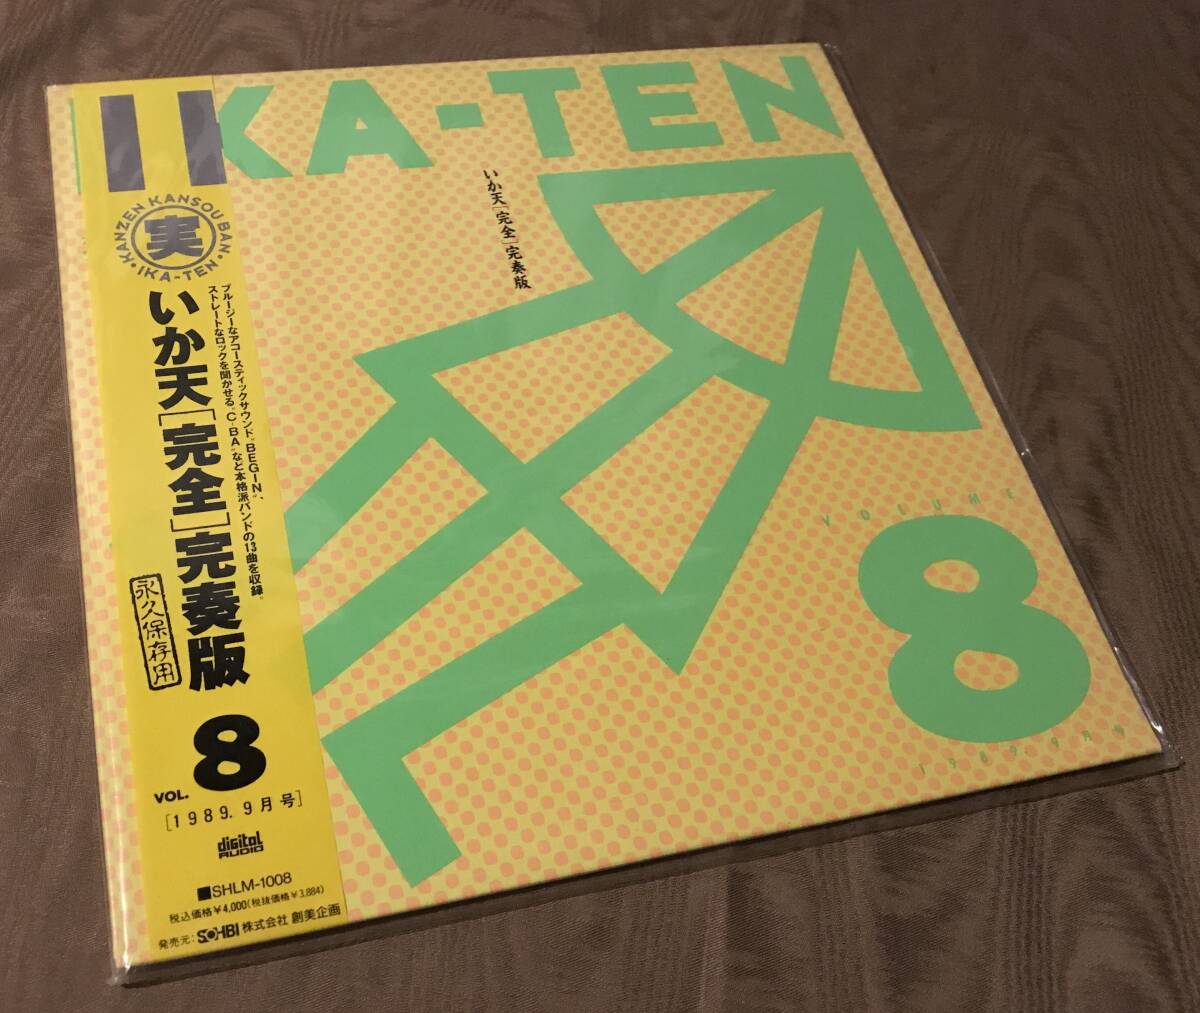 IKA-TEN
いか天[完全]完奏版
VOLUME
8
1989.9月号
KANZEN KANSOUBAN
実
・IKA-TEN・
ブルージーなアコースティックサウンド“BEGIN”、
ストレートなロックを聞かせる“C-BA”など本格派バンドの13曲を収録。
いか天[完全]完奏版
永久保存用
VOL.8
[1989.9月号]
digital
AUDIO
■SHLM-1008
税込価格￥4,000(税抜価格￥3,884)
発売元:SOHBI 株式会社 創美企画